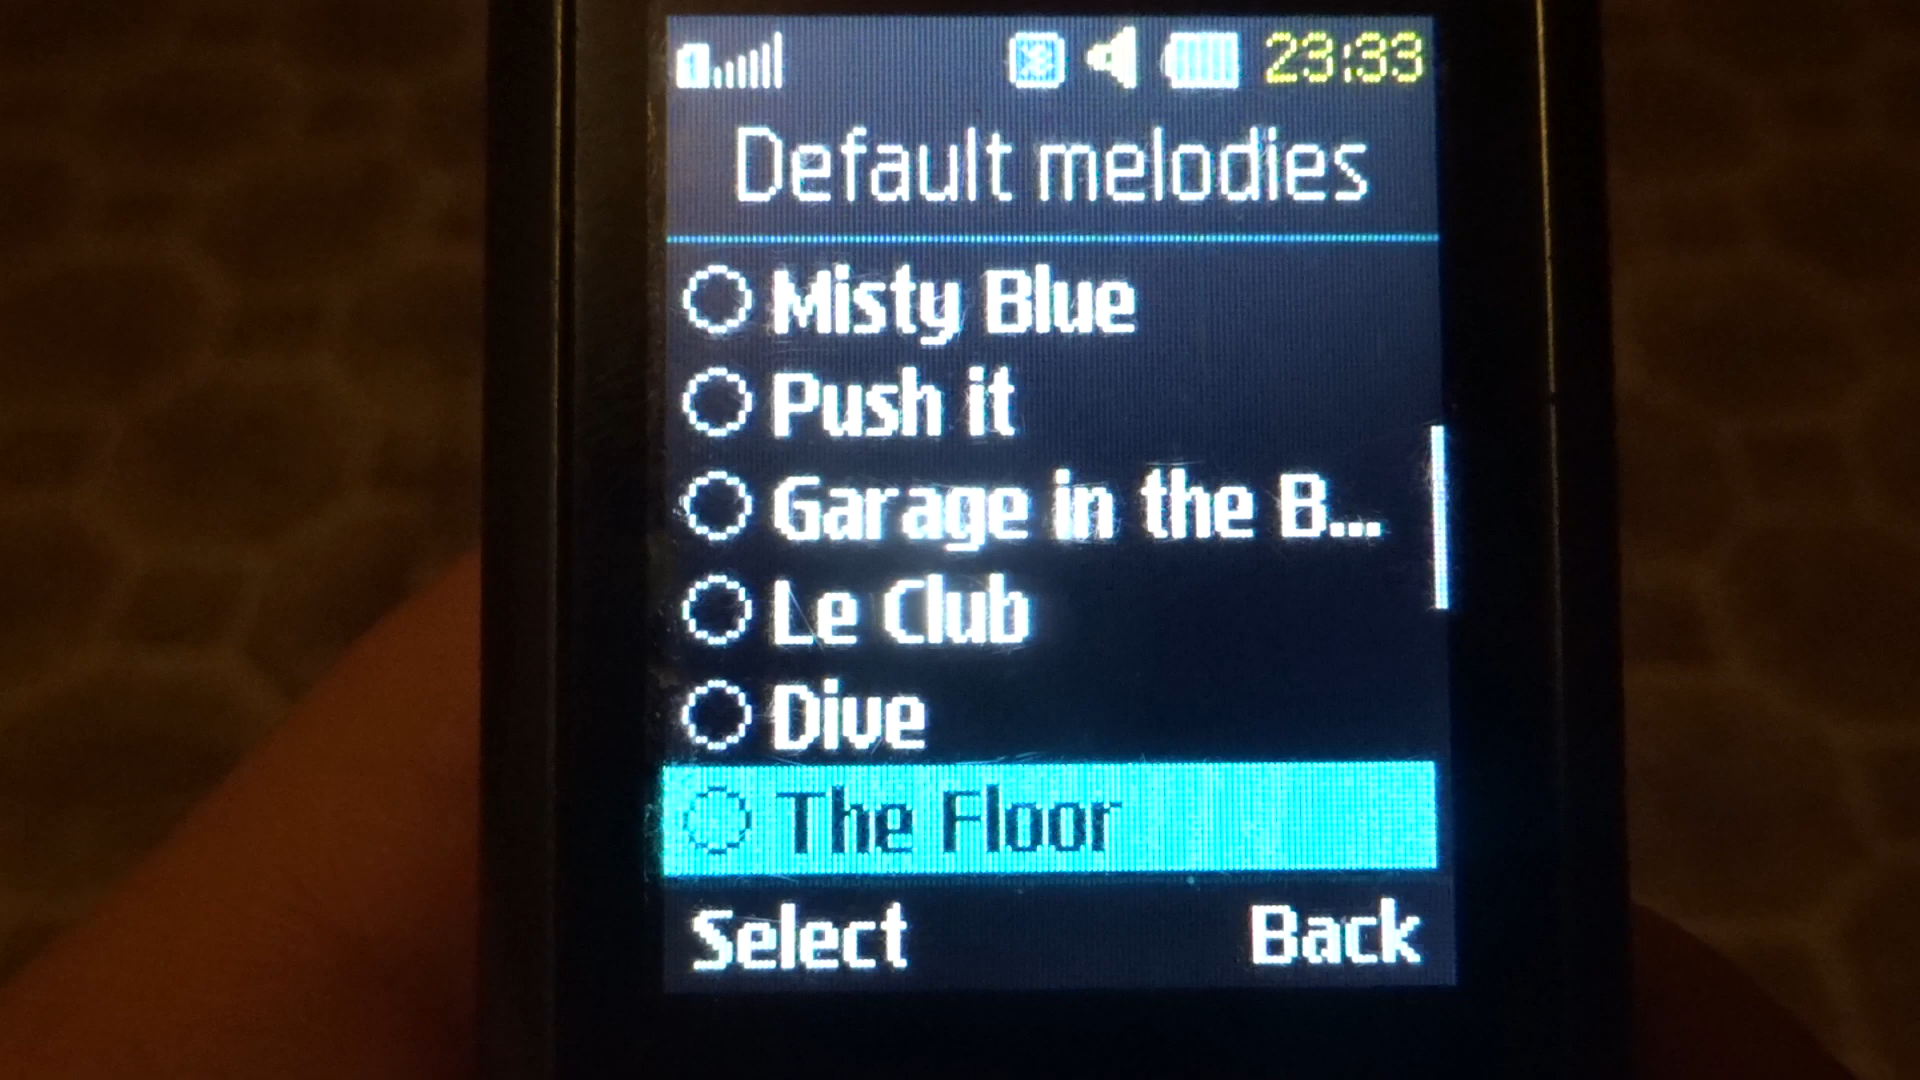 23:33
Default melodies
Misty Blue
Push it
Garage in the B...
Le Club
Dive
The Floor
Select Back